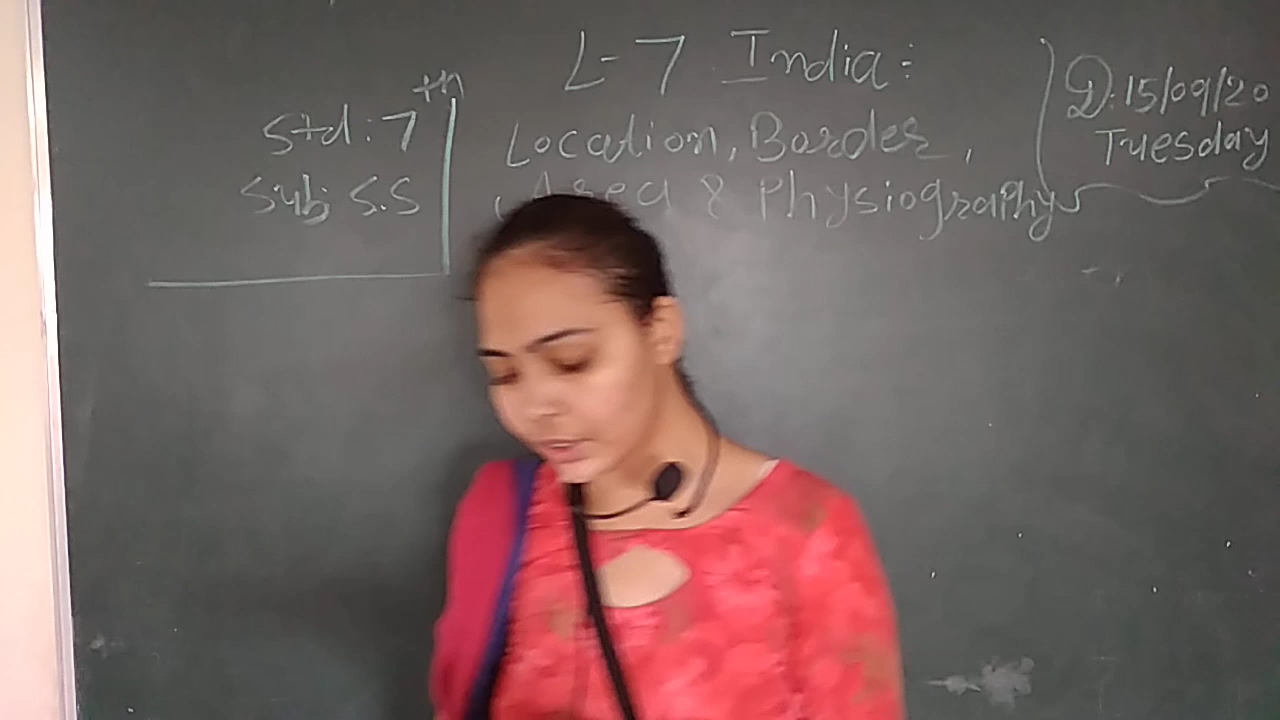 Std: 7th
Sub: S.S
L-7 India:
Location, Border,
Area & Physiography
D:15/09/20
Tuesday